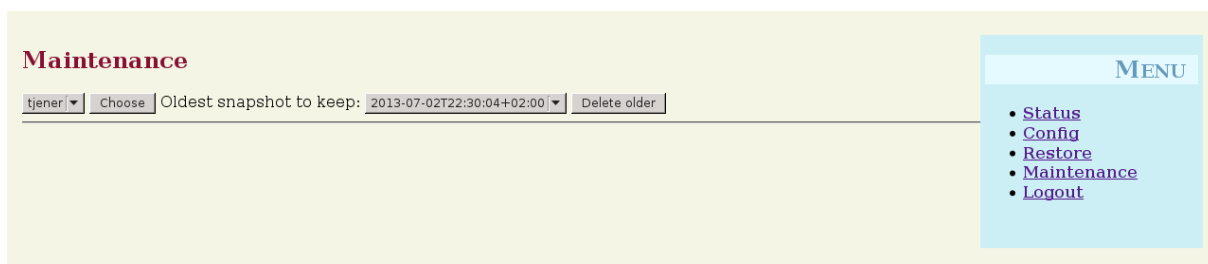 Maintenance
tjener Choose Oldest snapshot to keep: 2013-07-02T22:30:04+02:00 Delete older
MENU
Status
Config
Restore
Maintenance
Logout